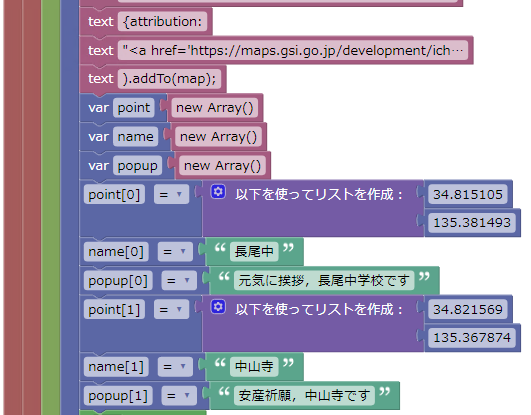 text {attribution:
text "<a href='https://maps.gsi.go.jp/development/ich…
text ).addTo(map);
var point new Array()
var name new Array()
var popup new Array()
point[0] = ▾ 以下を使ってリストを作成： 34.815105
135.381493
name[0] = ▾ “ 長尾中 ”
popup[0] = ▾ “ 元気に挨拶，長尾中学校です ”
point[1] = ▾ 以下を使ってリストを作成： 34.821569
135.367874
name[1] = ▾ “ 中山寺 ”
popup[1] = ▾ “ 安産祈願，中山寺です ”